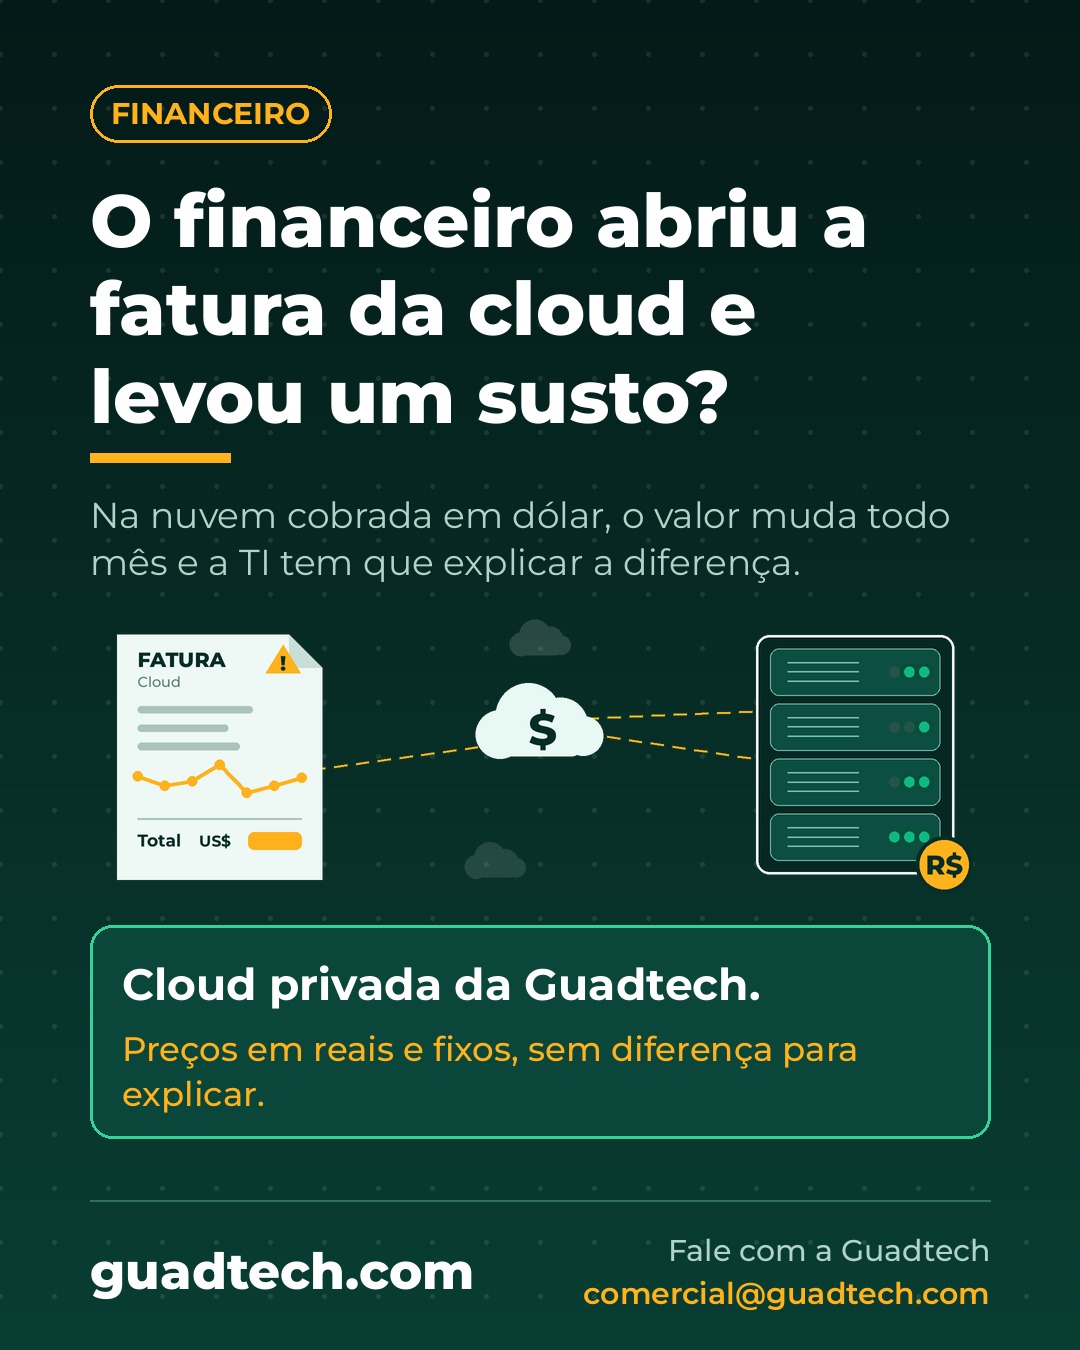 FINANCEIRO
O financeiro abriu a
fatura da cloud e
levou um susto?
Na nuvem cobrada em dólar, o valor muda todo
mês e a TI tem que explicar a diferença.
FATURA
!
Cloud
$
Total US$
R$
Cloud privada da Guadtech.
Preços em reais e fixos, sem diferença para
explicar.
guadtech.com
Fale com a Guadtech
comercial@guadtech.com